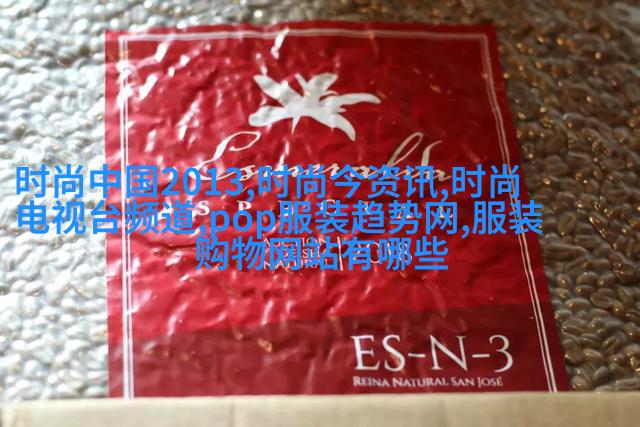 Esmeralda
时尚中国2013,时尚今资讯,时尚
电视台频道,pop服装趋势网,服装
购物网站有哪些
ES-N-3
REINA NATURAL SAN JOSÉ